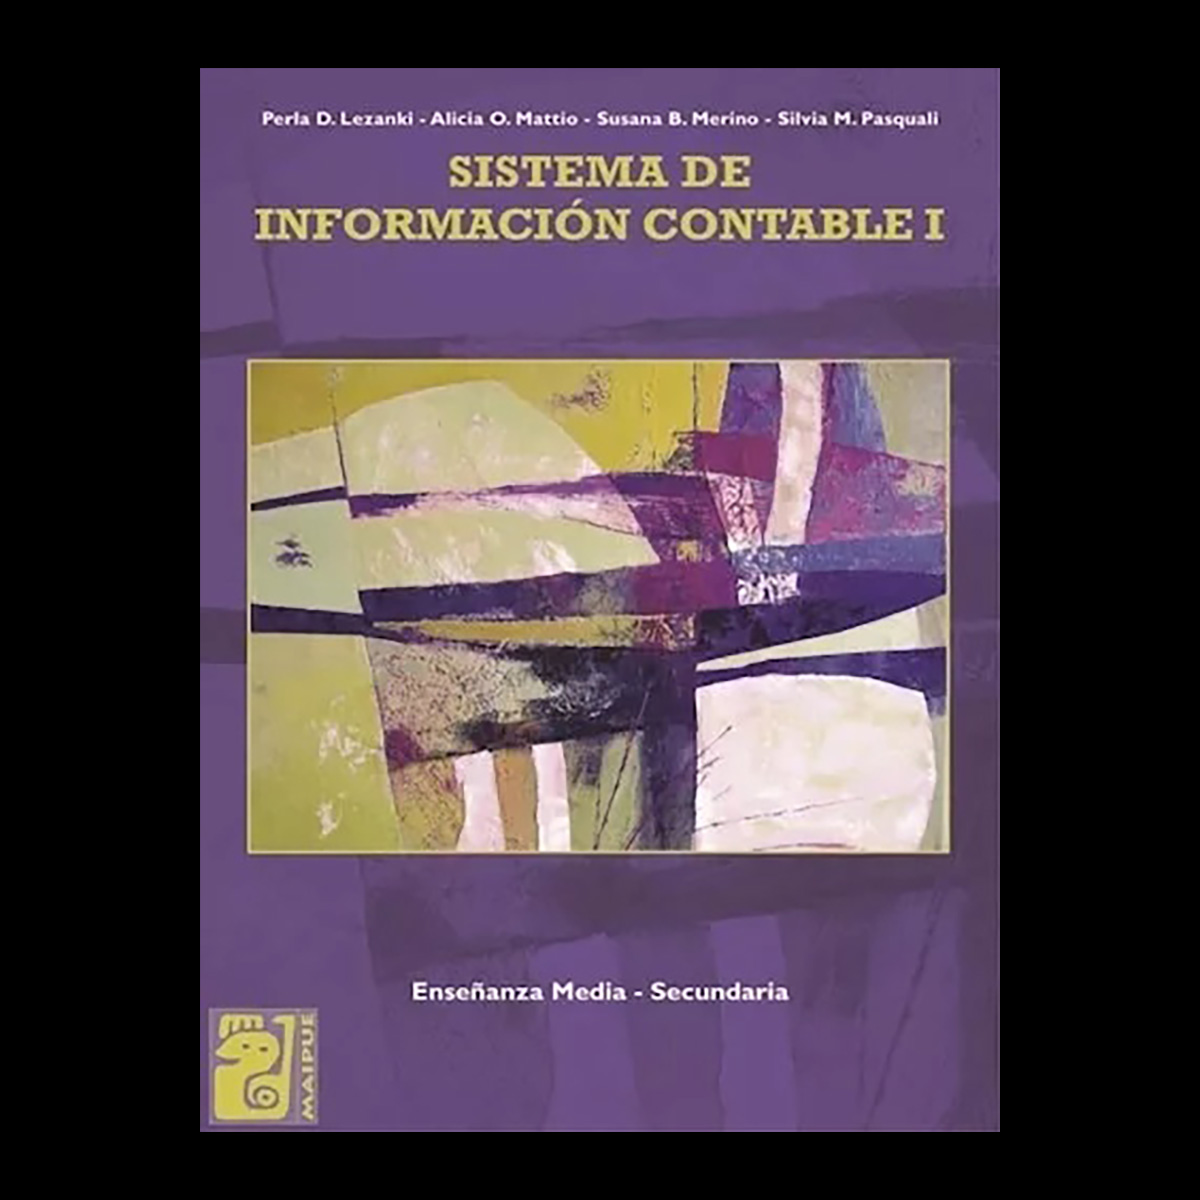 Perla D. Lezanki - Alicia O. Mattio - Susana B. Merino - Silvia M. Pasquali
SISTEMA DE
INFORMACIÓN CONTABLE I
Enseñanza Media - Secundaria
MAIPUE